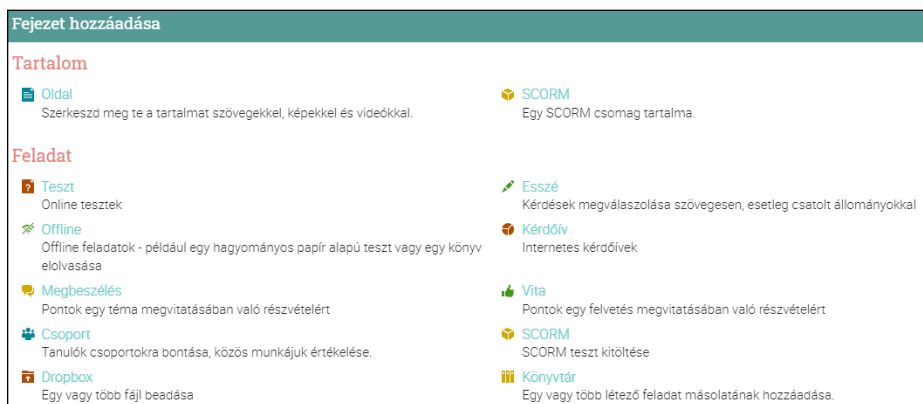 Fejezet hozzáadása
Tartalom
Oldal
Szerkeszd meg te a tartalmat szövegekkel, képekkel és videókkal.
SCORM
Egy SCORM csomag tartalma.
Feladat
Teszt
Online tesztek
Esszé
Kérdések megválaszolása szövegesen, esetleg csatolt állományokkal
Offline
Offline feladatok - például egy hagyományos papír alapú teszt vagy egy könyv
elolvasása
Kérdőív
Internetes kérdőívek
Megbeszélés
Pontok egy téma megvitatásában való részvételért
Vita
Pontok egy felvetés megvitatásában való részvételért
Csoport
Tanulók csoportokra bontása, közös munkájuk értékelése.
SCORM
SCORM teszt kitöltése
Dropbox
Egy vagy több fájl beadása
Könyvtár
Egy vagy több létező feladat másolatának hozzáadása.